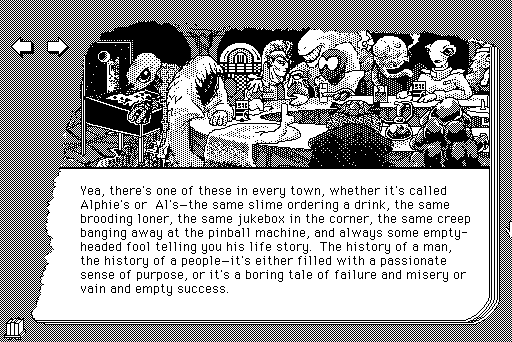 Yea, there's one of these in every town, whether it's called
Alphie's or  Al's—the same slime ordering a drink, the same
brooding loner, the same jukebox in the corner, the same creep
banging away at the pinball machine, and always some empty-
headed fool telling you his life story.  The history of a man,
the history of a people—it's either filled with a passionate
sense of purpose, or it's a boring tale of failure and misery or
vain and empty success.